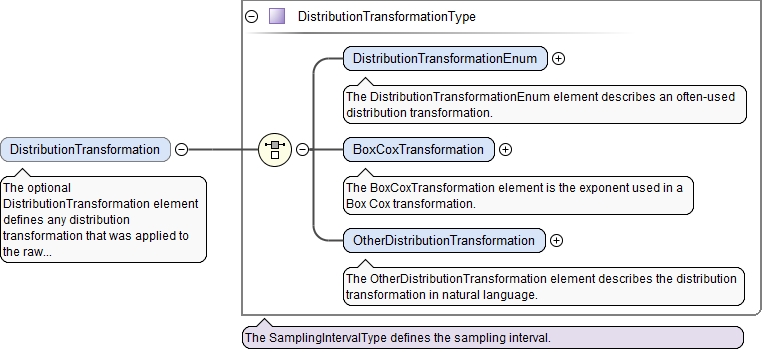 DistributionTransformationType
DistributionTransformationEnum
The DistributionTransformationEnum element describes an often-used
distribution transformation.
DistributionTransformation
The optional
DistributionTransformation element
defines any distribution
transformation that was applied to
the raw...
BoxCoxTransformation
The BoxCoxTransformation element is the exponent used in a
Box Cox transformation.
OtherDistributionTransformation
The OtherDistributionTransformation element describes the distribution
transformation in natural language.
The SamplingIntervalType defines the sampling interval.